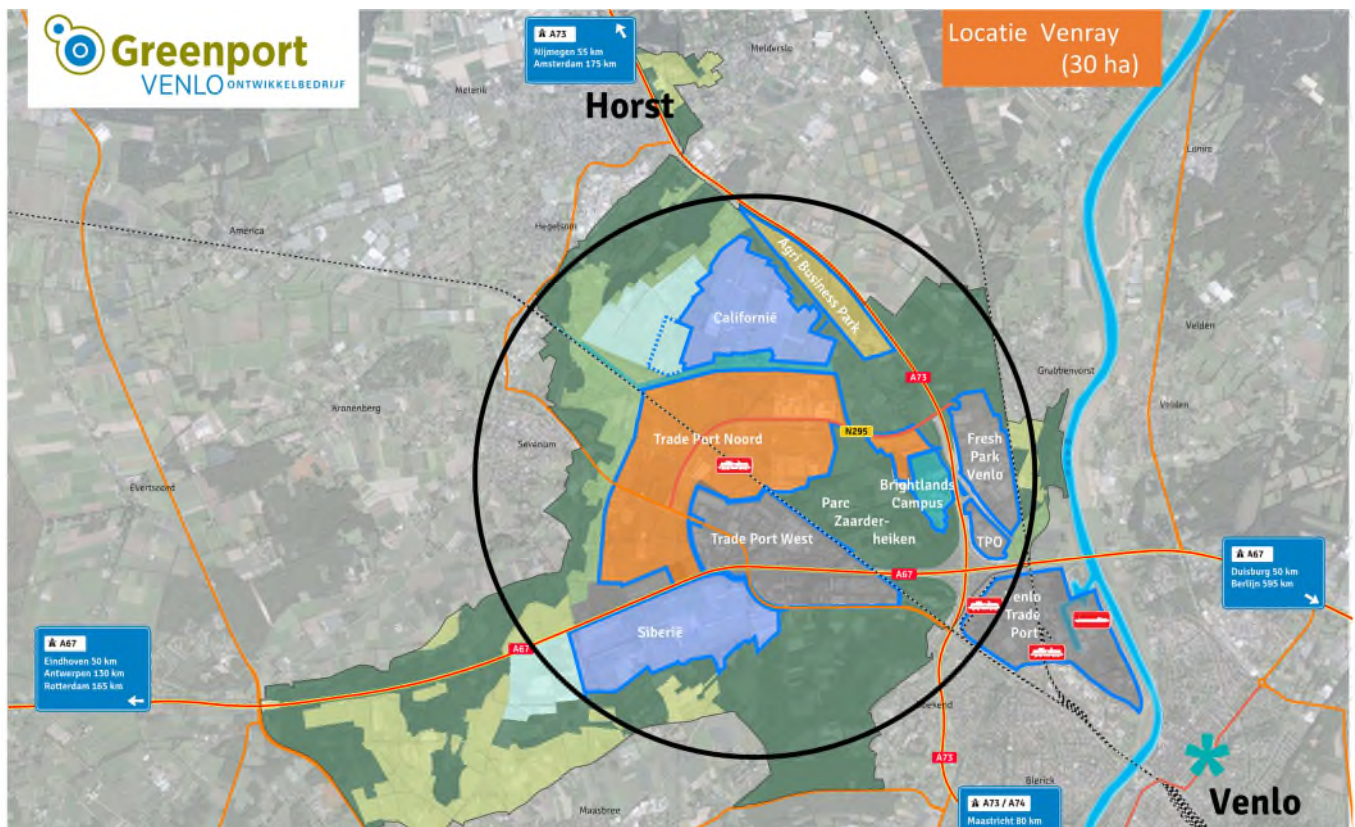 Greenport
VENLO ONTWIKKELBEDRIJF
A73
Nijmegen 55 km
Amsterdam 175 km
Locatie Venray
(30 ha)
Melderslo
Meterik
Horst
Lomm
America
Hegelsom
Agri Business Park
Californië
Velden
Grubbenvorst
A73
Kronenberg
Velden
Sevenum
Trade Port Noord
N295
Fresh
Park
Venlo
Evertsoord
Brightlands
Campus
Parc
Zaarder-
heiken
Trade Port West
TPO
A67
A67
Duisburg 50 km
Berlijn 595 km
Venlo
Trade
Port
Siberië
A67
A67
Eindhoven 50 km
Antwerpen 130 km
Rotterdam 165 km
A73
Blerick
Maasbree
A73 / A74
Maastricht 80 km
Venlo